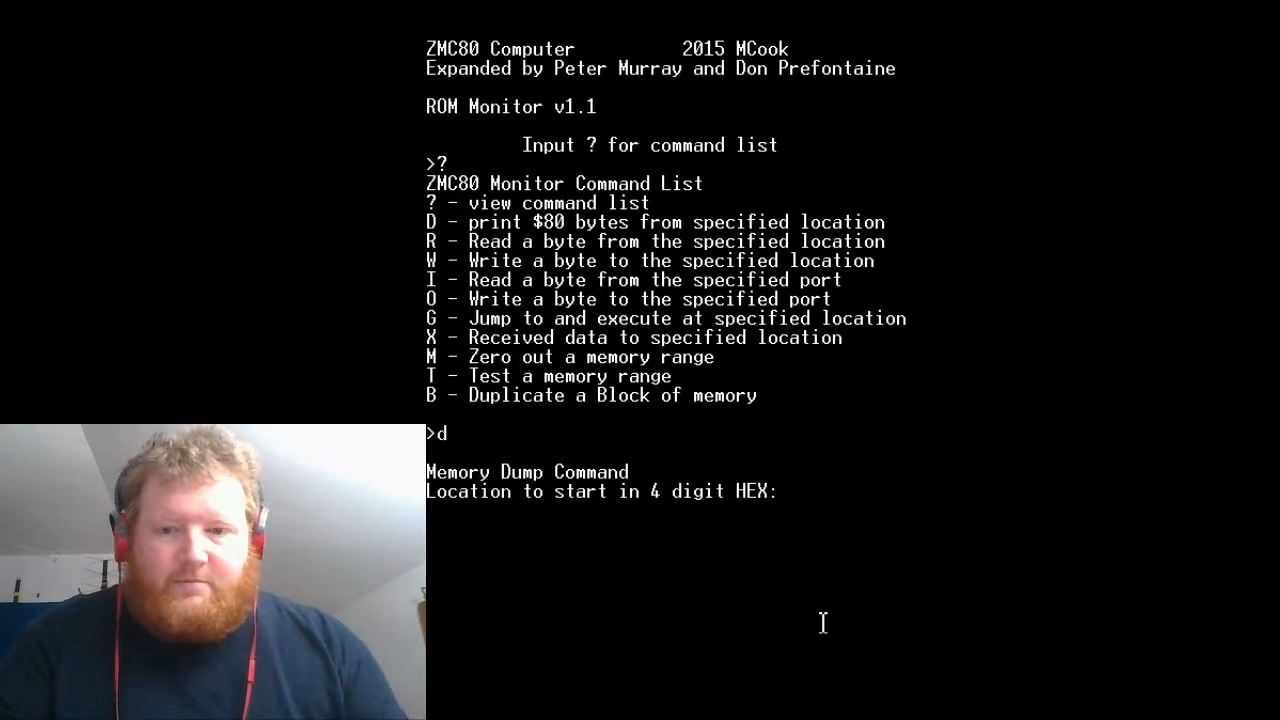 ZMC80 Computer          2015 MCook
Expanded by Peter Murray and Don Prefontaine
ROM Monitor v1.1
Input ? for command list
>?
ZMC80 Monitor Command List
? - view command list
D - print $80 bytes from specified location
R - Read a byte from the specified location
W - Write a byte to the specified location
I - Read a byte from the specified port
O - Write a byte to the specified port
G - Jump to and execute at specified location
X - Received data to specified location
M - Zero out a memory range
T - Test a memory range
B - Duplicate a Block of memory
>d
Memory Dump Command
Location to start in 4 digit HEX: